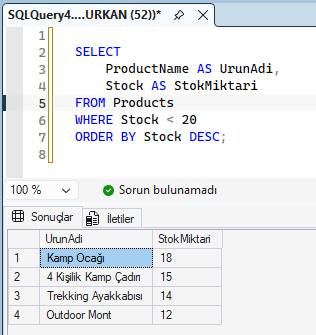 SQLQuery4....URKAN (52))*
1
2 SELECT
3 ProductName AS UrunAdi,
4 Stock AS StokMiktari
5 FROM Products
6 WHERE Stock < 20
7 ORDER BY Stock DESC;
8
100 % Sorun bulunamadı
Sonuçlar İletiler
UrunAdi StokMiktari
1 Kamp Ocağı 18
2 4 Kişilik Kamp Çadırı 15
3 Trekking Ayakkabısı 14
4 Outdoor Mont 12